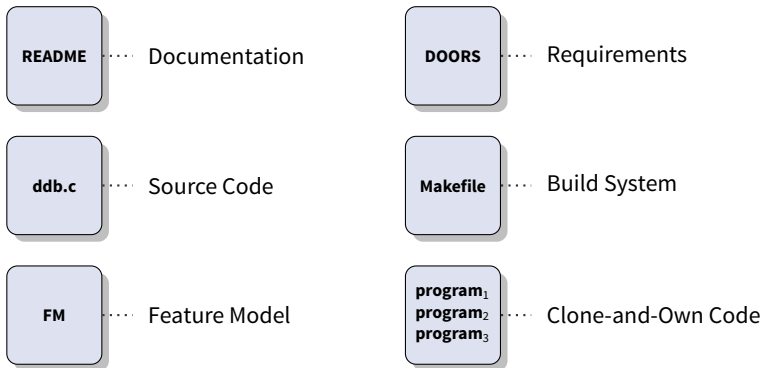 README Documentation
DOORS Requirements
ddb.c Source Code
Makefile Build System
FM Feature Model
program₁
program₂
program₃
Clone-and-Own Code